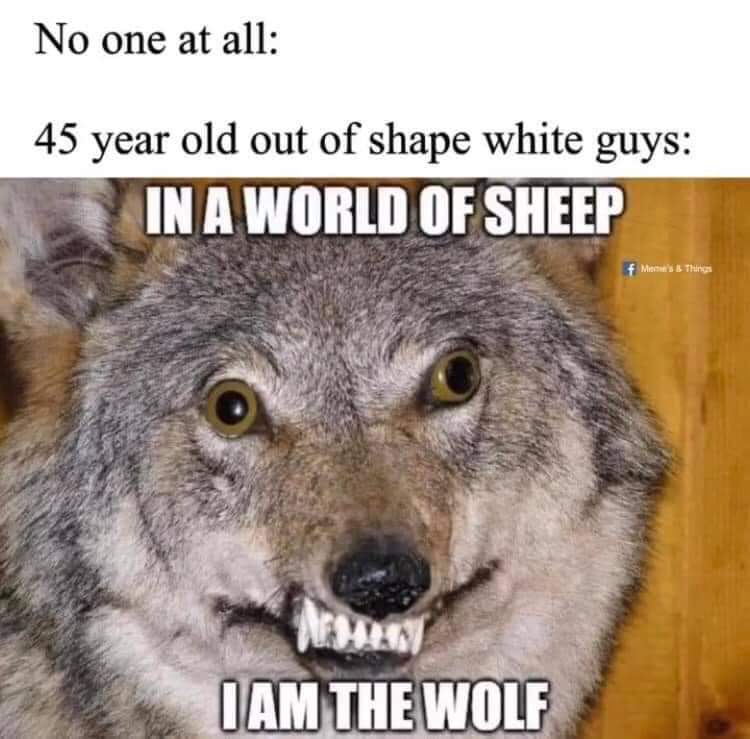 No one at all:
45 year old out of shape white guys:
IN A WORLD OF SHEEP
f Meme's & Things
I AM THE WOLF